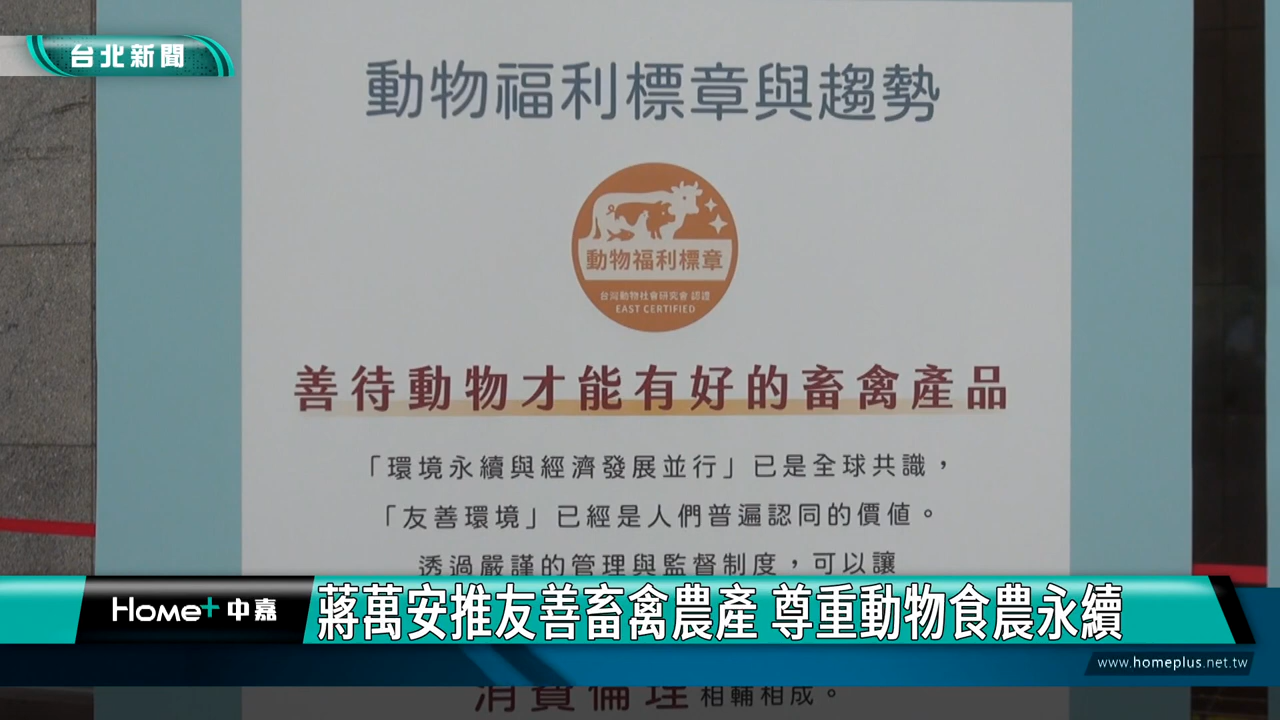 台北新聞
動物福利標章與趨勢
動物福利標章
台灣動物社會研究會 認證
EAST CERTIFIED
善待動物才能有好的畜禽產品
「環境永續與經濟發展並行」已是全球共識，
「友善環境」已經是人們普遍認同的價值。
透過嚴謹的管理與監督制度，可以讓
Home+中嘉
蔣萬安推友善畜禽農產 尊重動物食農永續
www.homeplus.net.tw
消費倫理相輔相成。